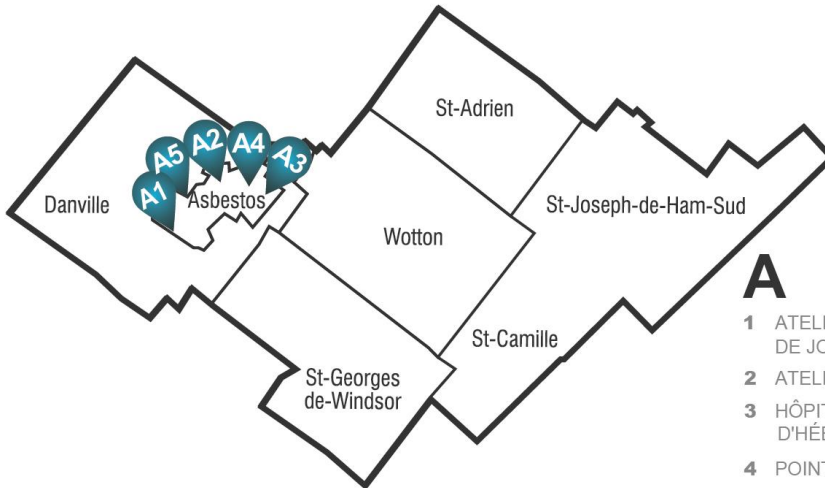 St-Adrien
A5
A2
A4
A3
A1
Danville
Asbestos
St-Joseph-de-Ham-Sud
Wotton
A
1
DE
St-Camille
2
St-Georges
de-Windsor
3
4